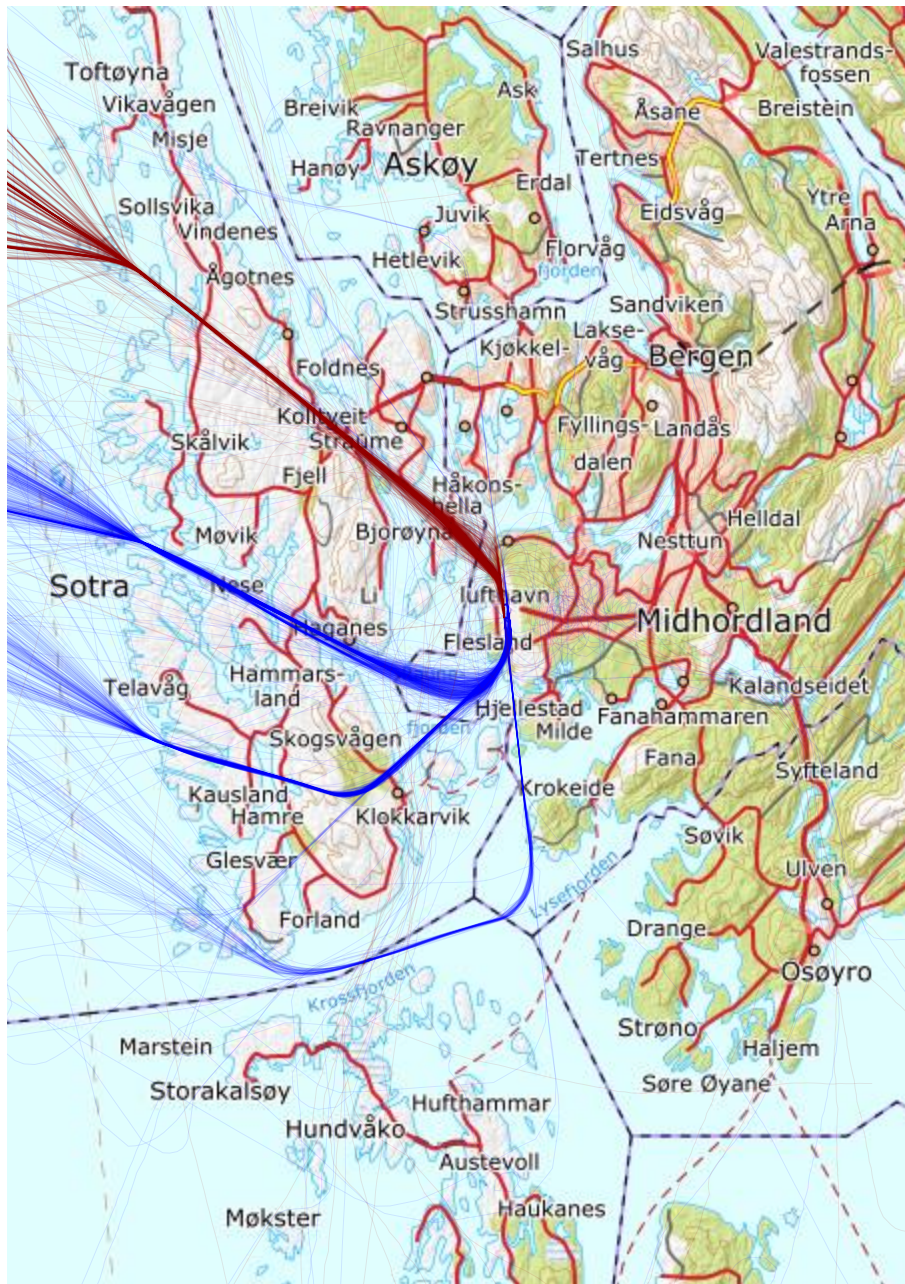 Salhus
Valestrands-
fossen
Toftøyna
Ask
Vikavågen
Breivik
Åsane
Breistein
Ravnanger
Misje
Askøy
Tertnes
Hanøy
Erdal
Ytre
Arna
Sollsvika
Juvik
Eidsvåg
Vindenes
Florvåg
Hetlevik
fjorden
Ågotnes
Sandviken
Strusshamn
Lakse-
våg
Kjøkkel-
Bergen
Foldnes
Kolltveit
Straume
Fyllings-
dalen
Landås
Skålvik
Fjell
Håkons-
hella
Helldal
Møvik
Bjorøyna
Nesttun
Sotra
Nese
Li
lufthavn
Midhordland
Haganes
Flesland
Hammars-
land
Telavåg
Kalandseidet
Hjellestad
Fanahammaren
Milde
fjorden
Skogsvågen
Fana
Syfteland
Kausland
Krokeide
Hamre
Klokkarvik
Søvik
Glesvær
Ulven
Lysefjorden
Forland
Drange
Osøyro
Krossfjorden
Strøno
Marstein
Haljem
Storakalsøy
Søre Øyane
Hufthammar
Hundvåko
Austevoll
Haukanes
Møkster